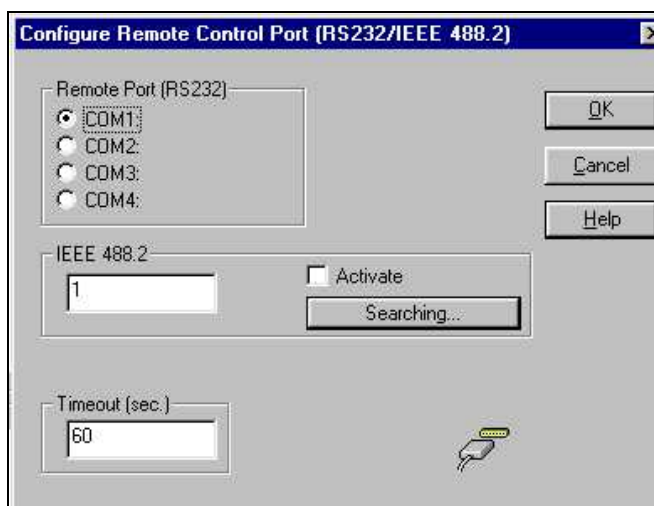 Configure Remote Control Port (RS232/IEEE 488.2)
Remote Port (RS232)
COM1:
COM2:
COM3:
COM4:
OK
Cancel
Help
IEEE 488.2
1
Activate
Searching...
Timeout (sec.)
60